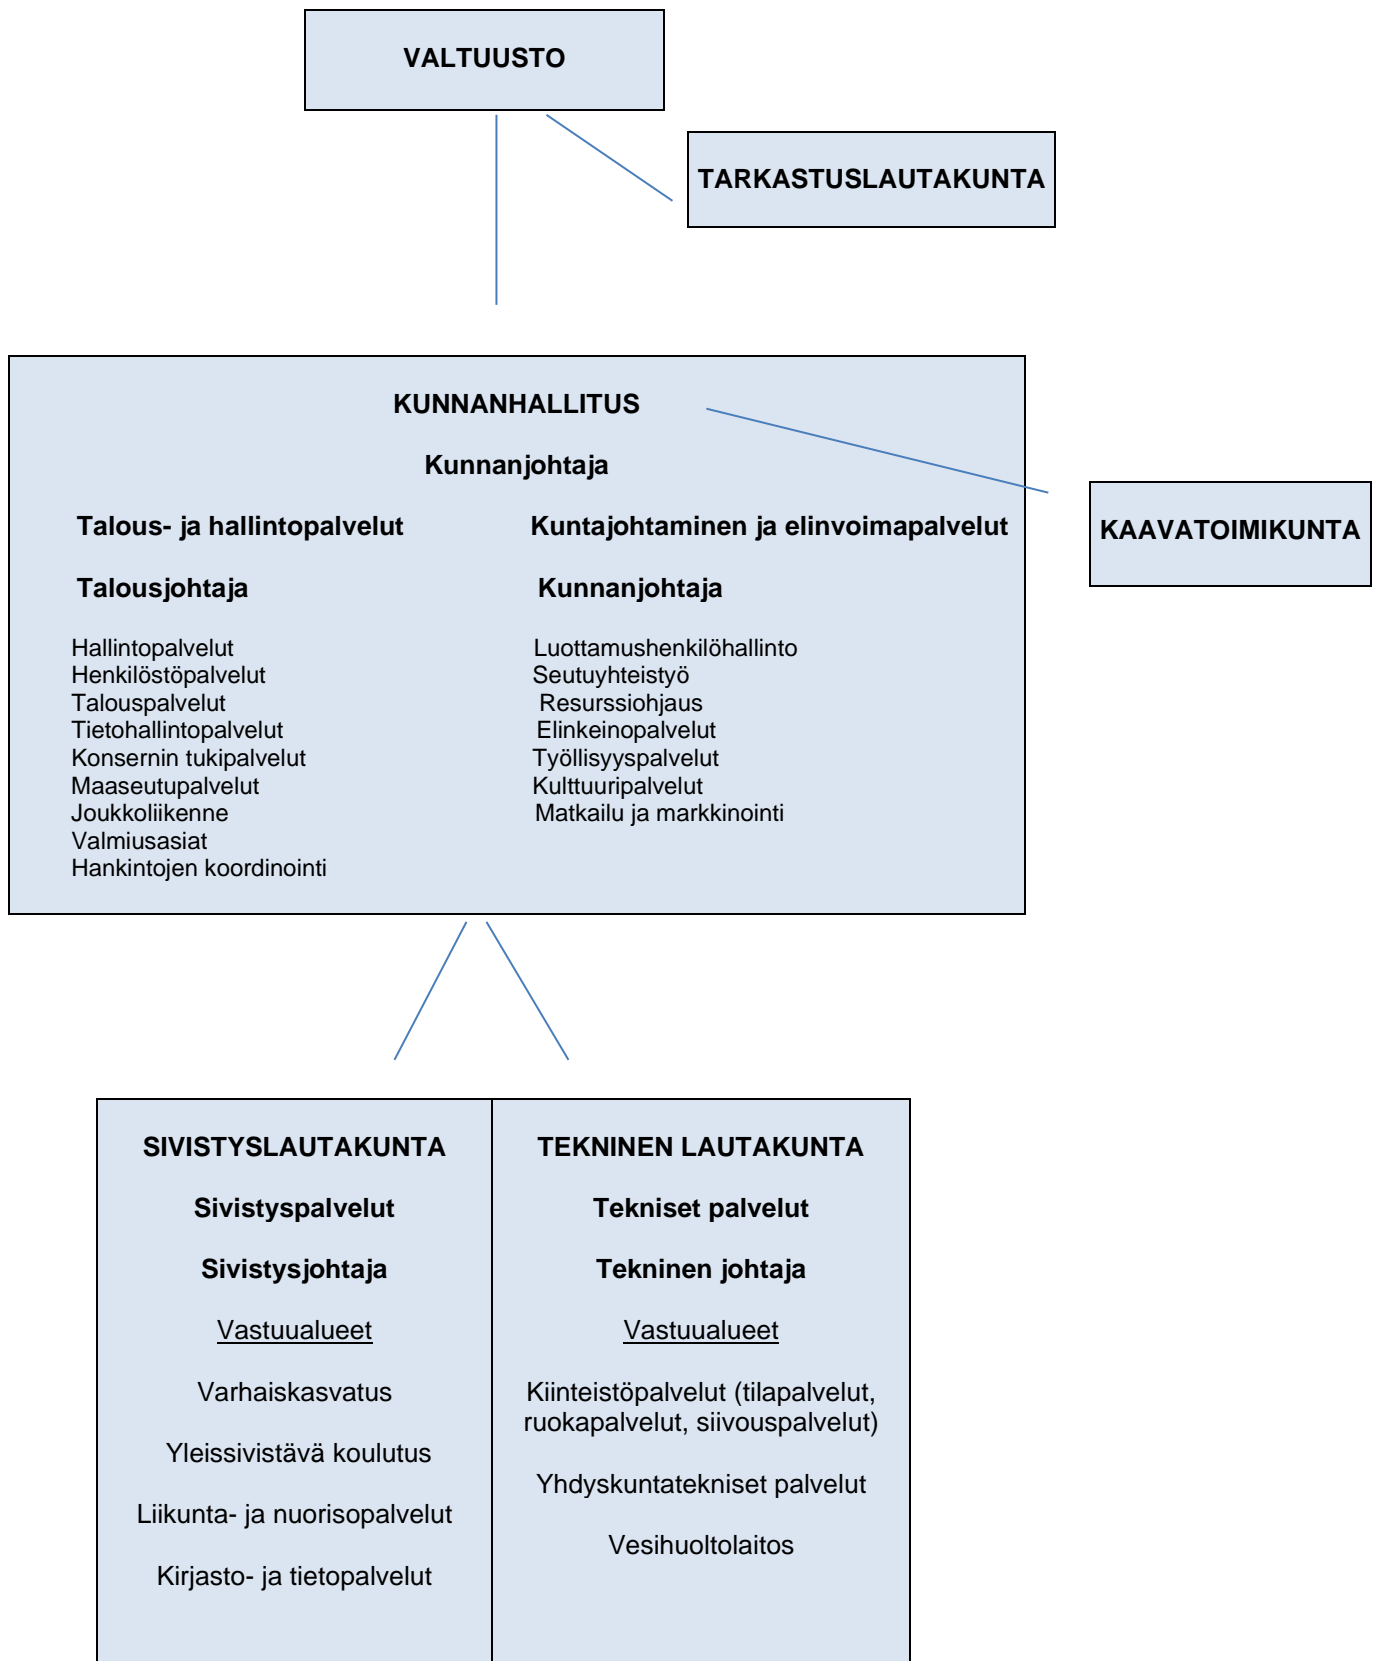 VALTUUSTO
TARKASTUSLAUTAKUNTA
KUNNANHALLITUS
Kunnanjohtaja
KAAVATOIMIKUNTA
Talous- ja hallintopalvelut
Talousjohtaja
Hallintopalvelut
Henkilöstöpalvelut
Talouspalvelut
Tietohallintopalvelut
Konsernin tukipalvelut
Maaseutupalvelut
Joukkoliikenne
Valmiusasiat
Hankintojen koordinointi
Kuntajohtaminen ja elinvoimapalvelut
Kunnanjohtaja
Luottamushenkilöhallinto
Seutuyhteistyö
Resurssiohjaus
Elinkeinopalvelut
Työllisyyspalvelut
Kulttuuripalvelut
Matkailu ja markkinointi
SIVISTYSLAUTAKUNTA
Sivistyspalvelut
Sivistysjohtaja
Vastuualueet
Varhaiskasvatus
Yleissivistävä koulutus
Liikunta- ja nuorisopalvelut
Kirjasto- ja tietopalvelut
TEKNINEN LAUTAKUNTA
Tekniset palvelut
Tekninen johtaja
Vastuualueet
Kiinteistöpalvelut (tilapalvelut,
ruokapalvelut, siivouspalvelut)
Yhdyskuntatekniset palvelut
Vesihuoltolaitos